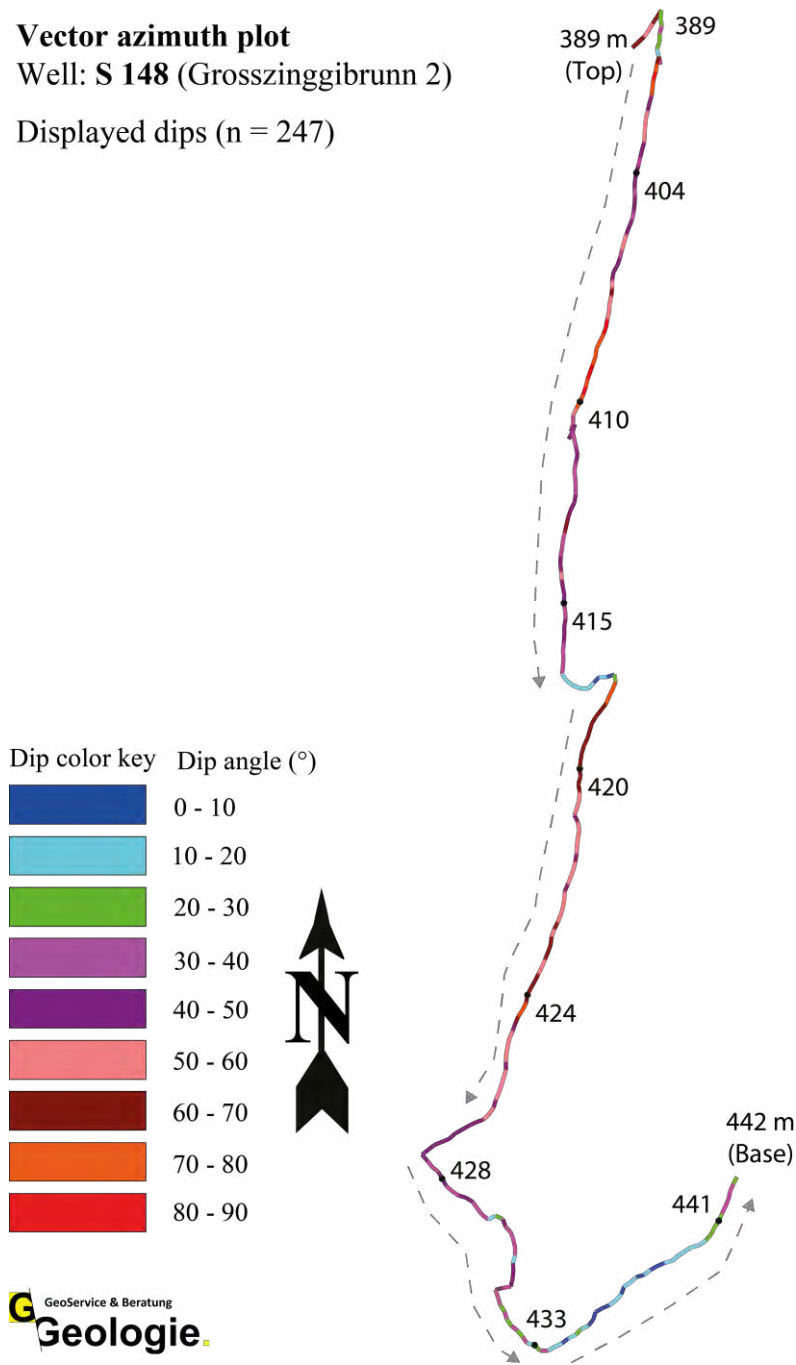 Vector azimuth plot
Well: S 148 (Grosszinggibrunn 2)
Displayed dips (n = 247)
389 m
(Top)
389
404
410
415
420
424
428
433
441
442 m
(Base)
Dip color key Dip angle (°)
0 - 10
10 - 20
20 - 30
30 - 40
40 - 50
50 - 60
60 - 70
70 - 80
80 - 90
N
G GeoService & Beratung
Geologie.